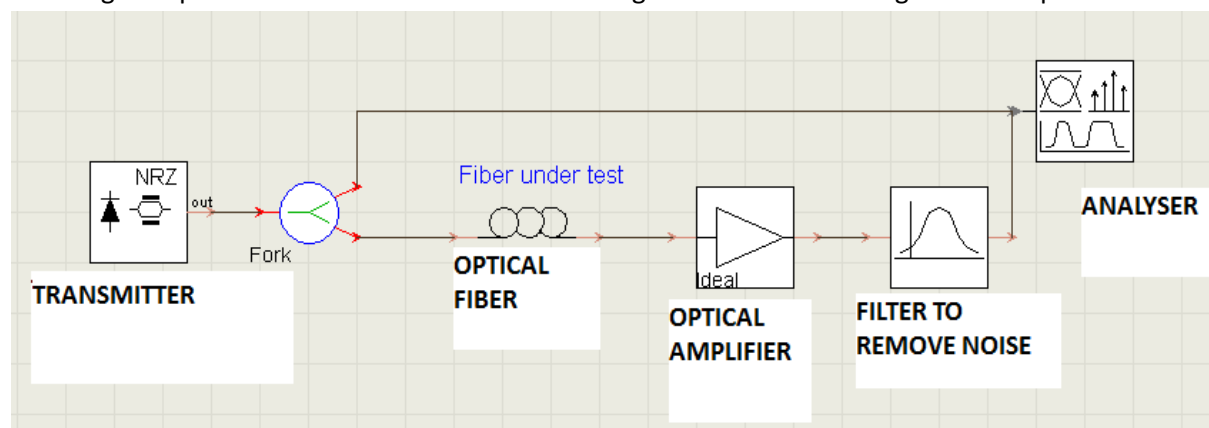 NRZ
out
Fork
TRANSMITTER
Fiber under test
OPTICAL
FIBER
Ideal
OPTICAL
AMPLIFIER
FILTER TO
REMOVE NOISE
ANALYSER